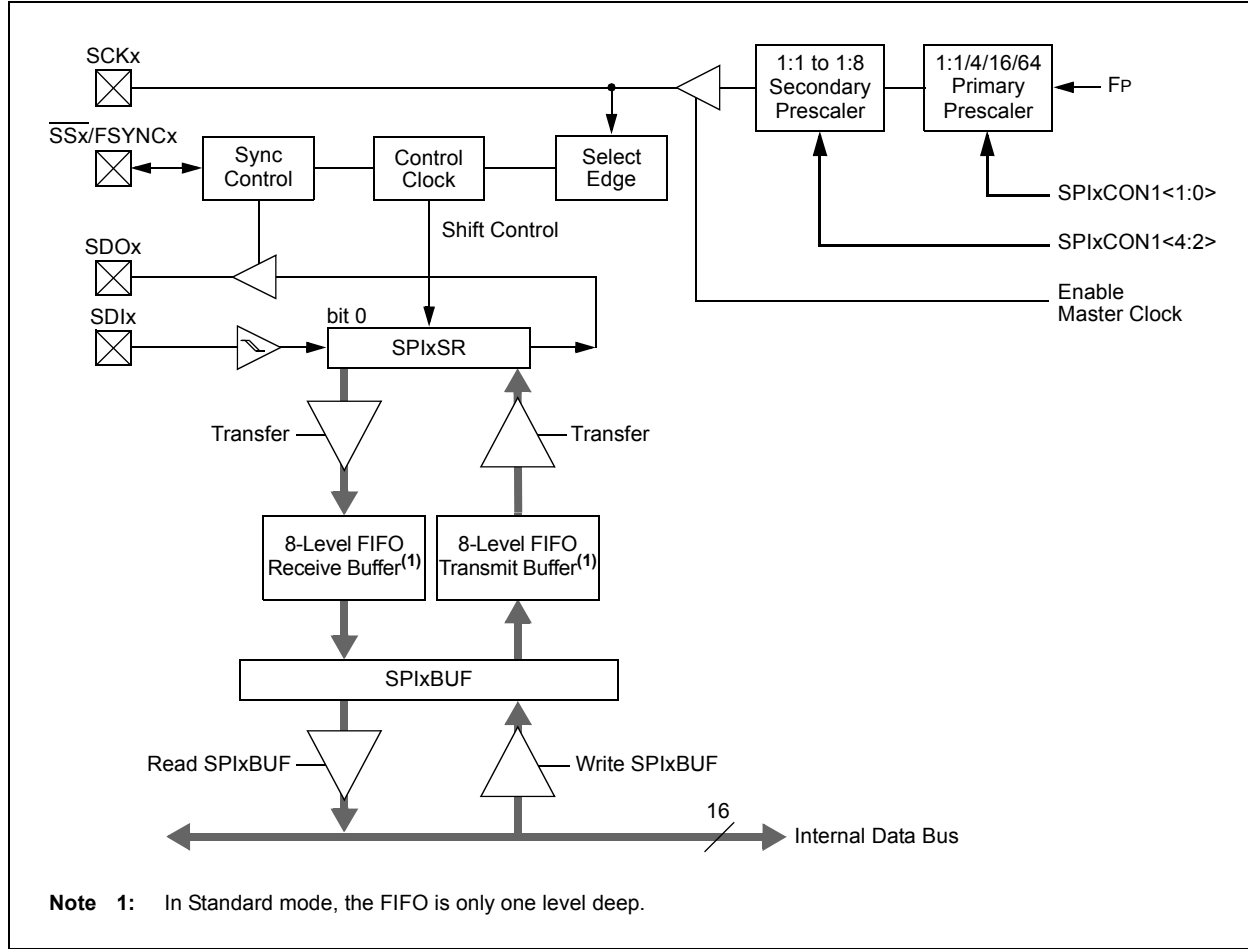 SCKx
1:1 to 1:8
Secondary
Prescaler
1:1/4/16/64
Primary
Prescaler
FP
SSx/FSYNCx
Sync
Control
Control
Clock
Select
Edge
SPIxCON1<1:0>
Shift Control
SPIxCON1<4:2>
SDOx
Enable
Master Clock
SDIx
bit 0
SPIxSR
Transfer
Transfer
8-Level FIFO
Receive Buffer(1)
8-Level FIFO
Transmit Buffer(1)
SPIxBUF
Read SPIxBUF
Write SPIxBUF
16
Internal Data Bus
Note 1: In Standard mode, the FIFO is only one level deep.